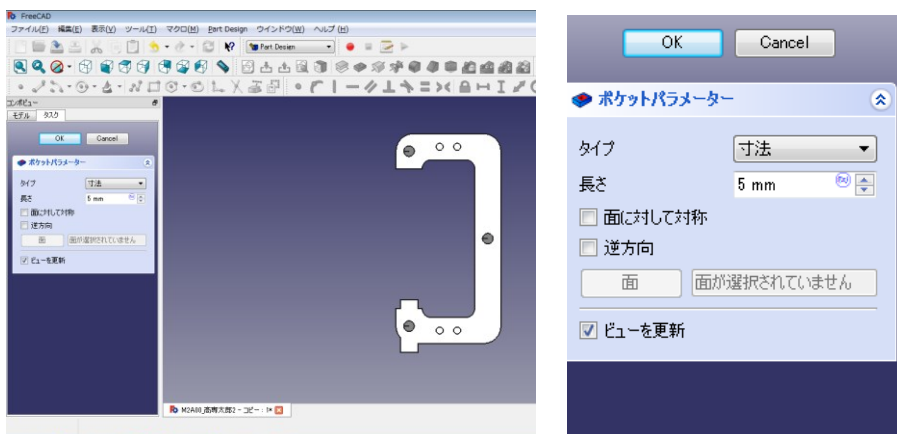 FreeCAD
ファイル(F) 編集(E) 表示(V) ツール(T) マクロ(M) Part Design ウインドウ(W) ヘルプ(H)
Part Design
コンボビュー
モデル タスク
OK Cancel
ポケットパラメーター
タイプ 寸法
長さ 5 mm
面に対して対称
逆方向
面 面が選択されていません
ビューを更新
OK Cancel
ポケットパラメーター
タイプ 寸法
長さ 5 mm
面に対して対称
逆方向
面 面が選択されていません
ビューを更新